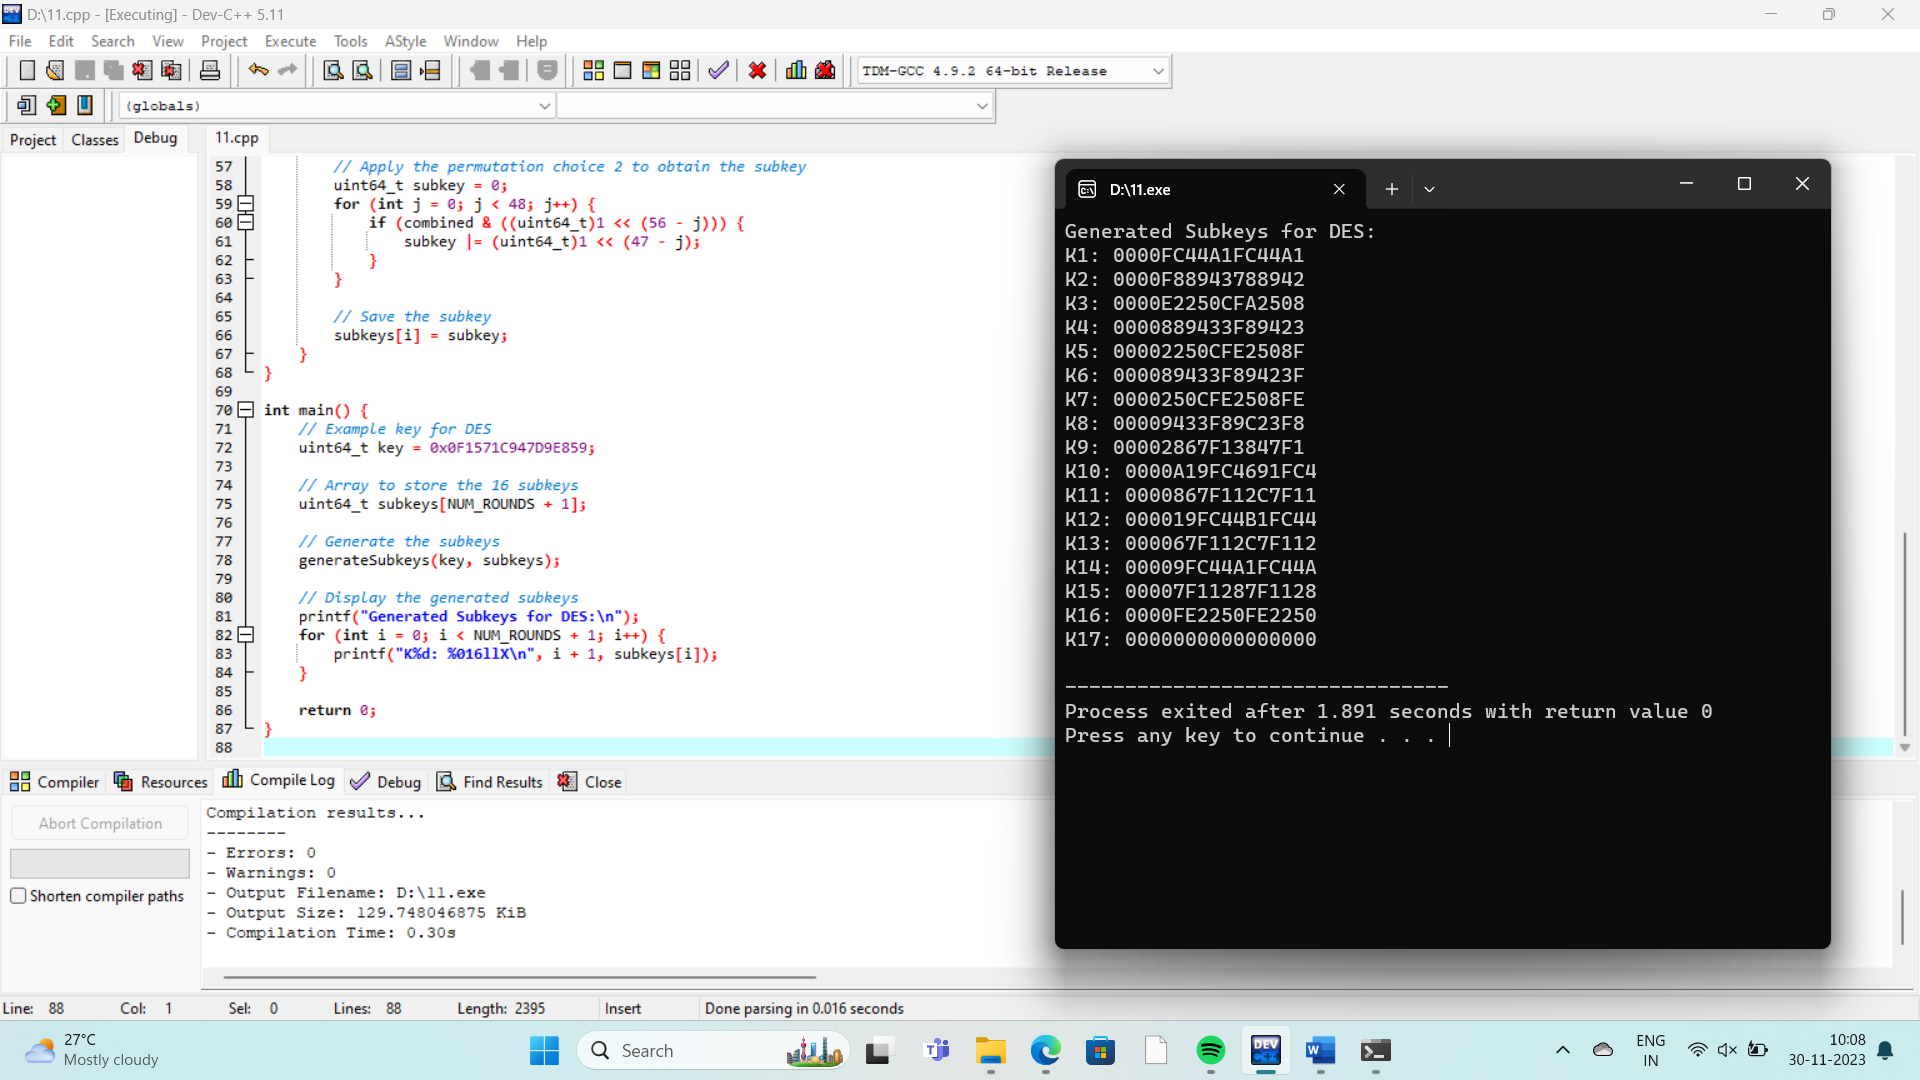 D:\11.cpp - [Executing] - Dev-C++ 5.11
File Edit Search View Project Execute Tools AStyle Window Help
TDM-GCC 4.9.2 64-bit Release
(globals)
Project Classes Debug
11.cpp
57 // Apply the permutation choice 2 to obtain the subkey
58 uint64_t subkey = 0;
59 for (int j = 0; j < 48; j++) {
60 if (combined & ((uint64_t)1 << (56 - j))) {
61 subkey |= (uint64_t)1 << (47 - j);
62 }
63 }
64
65 // Save the subkey
66 subkeys[i] = subkey;
67 }
68 }
69
70 int main() {
71 // Example key for DES
72 uint64_t key = 0x0F1571C947D9E859;
73
74 // Array to store the 16 subkeys
75 uint64_t subkeys[NUM_ROUNDS + 1];
76
77 // Generate the subkeys
78 generateSubkeys(key, subkeys);
79
80 // Display the generated subkeys
81 printf("Generated Subkeys for DES:\n");
82 for (int i = 0; i < NUM_ROUNDS + 1; i++) {
83 printf("K%d: %016llX\n", i + 1, subkeys[i]);
84 }
85
86 return 0;
87 }
88
D:\11.exe
Generated Subkeys for DES:
K1: 0000FC44A1FC44A1
K2: 0000F88943788942
K3: 0000E2250CFA2508
K4: 0000889433F89423
K5: 00002250CFE2508F
K6: 000089433F89423F
K7: 0000250CFE2508FE
K8: 00009433F89C23F8
K9: 00002867F13847F1
K10: 0000A19FC4691FC4
K11: 0000867F112C7F11
K12: 000019FC44B1FC44
K13: 000067F112C7F112
K14: 00009FC44A1FC44A
K15: 00007F11287F1128
K16: 0000FE2250FE2250
K17: 0000000000000000
--------------------------------
Process exited after 1.891 seconds with return value 0
Press any key to continue . . .
Compiler Resources Compile Log Debug Find Results Close
Abort Compilation
Shorten compiler paths
Compilation results...
--------
- Errors: 0
- Warnings: 0
- Output Filename: D:\11.exe
- Output Size: 129.748046875 KiB
- Compilation Time: 0.30s
Line: 88 Col: 1 Sel: 0 Lines: 88 Length: 2395 Insert Done parsing in 0.016 seconds
27°C
Mostly cloudy
Search
DEV
C++
ENG
IN
10:08
30-11-2023